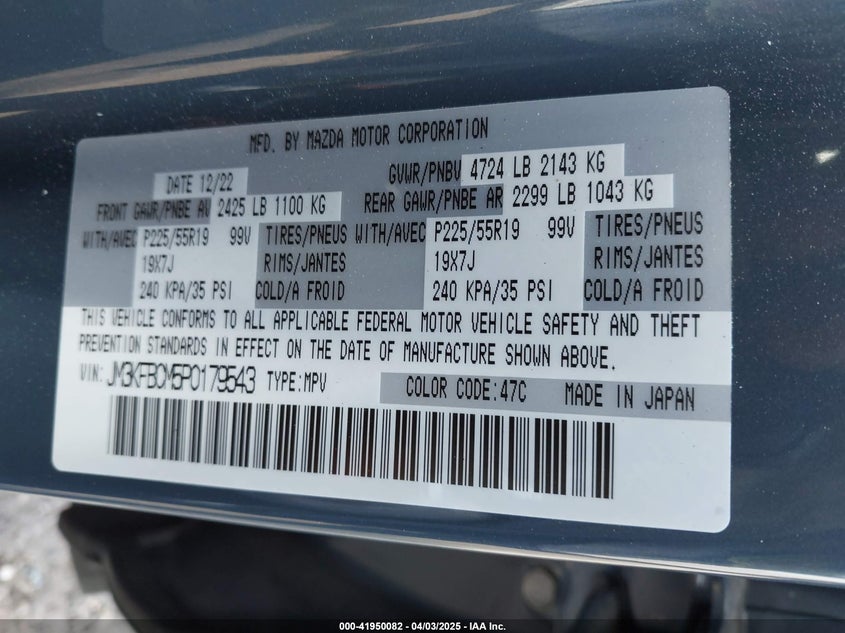 MFD. BY MAZDA MOTOR CORPORATION
DATE 12/22 GVWR/PNBV 4724 LB 2143 KG
FRONT GAWR/PNBE AV 2425 LB 1100 KG REAR GAWR/PNBE AR 2299 LB 1043 KG
WITH/AVEC P225/55R19 99V TIRES/PNEUS WITH/AVEC P225/55R19 99V TIRES/PNEUS
19X7J RIMS/JANTES 19X7J RIMS/JANTES
240 KPA/35 PSI COLD/A FROID 240 KPA/35 PSI COLD/A FROID
THIS VEHICLE CONFORMS TO ALL APPLICABLE FEDERAL MOTOR VEHICLE SAFETY AND THEFT
PREVENTION STANDARDS IN EFFECT ON THE DATE OF MANUFACTURE SHOWN ABOVE.
VIN: JM3KFBCM5P0179543 TYPE:MPV COLOR CODE:47C MADE IN JAPAN
000-41950082 - 04/03/2025 - IAA Inc.